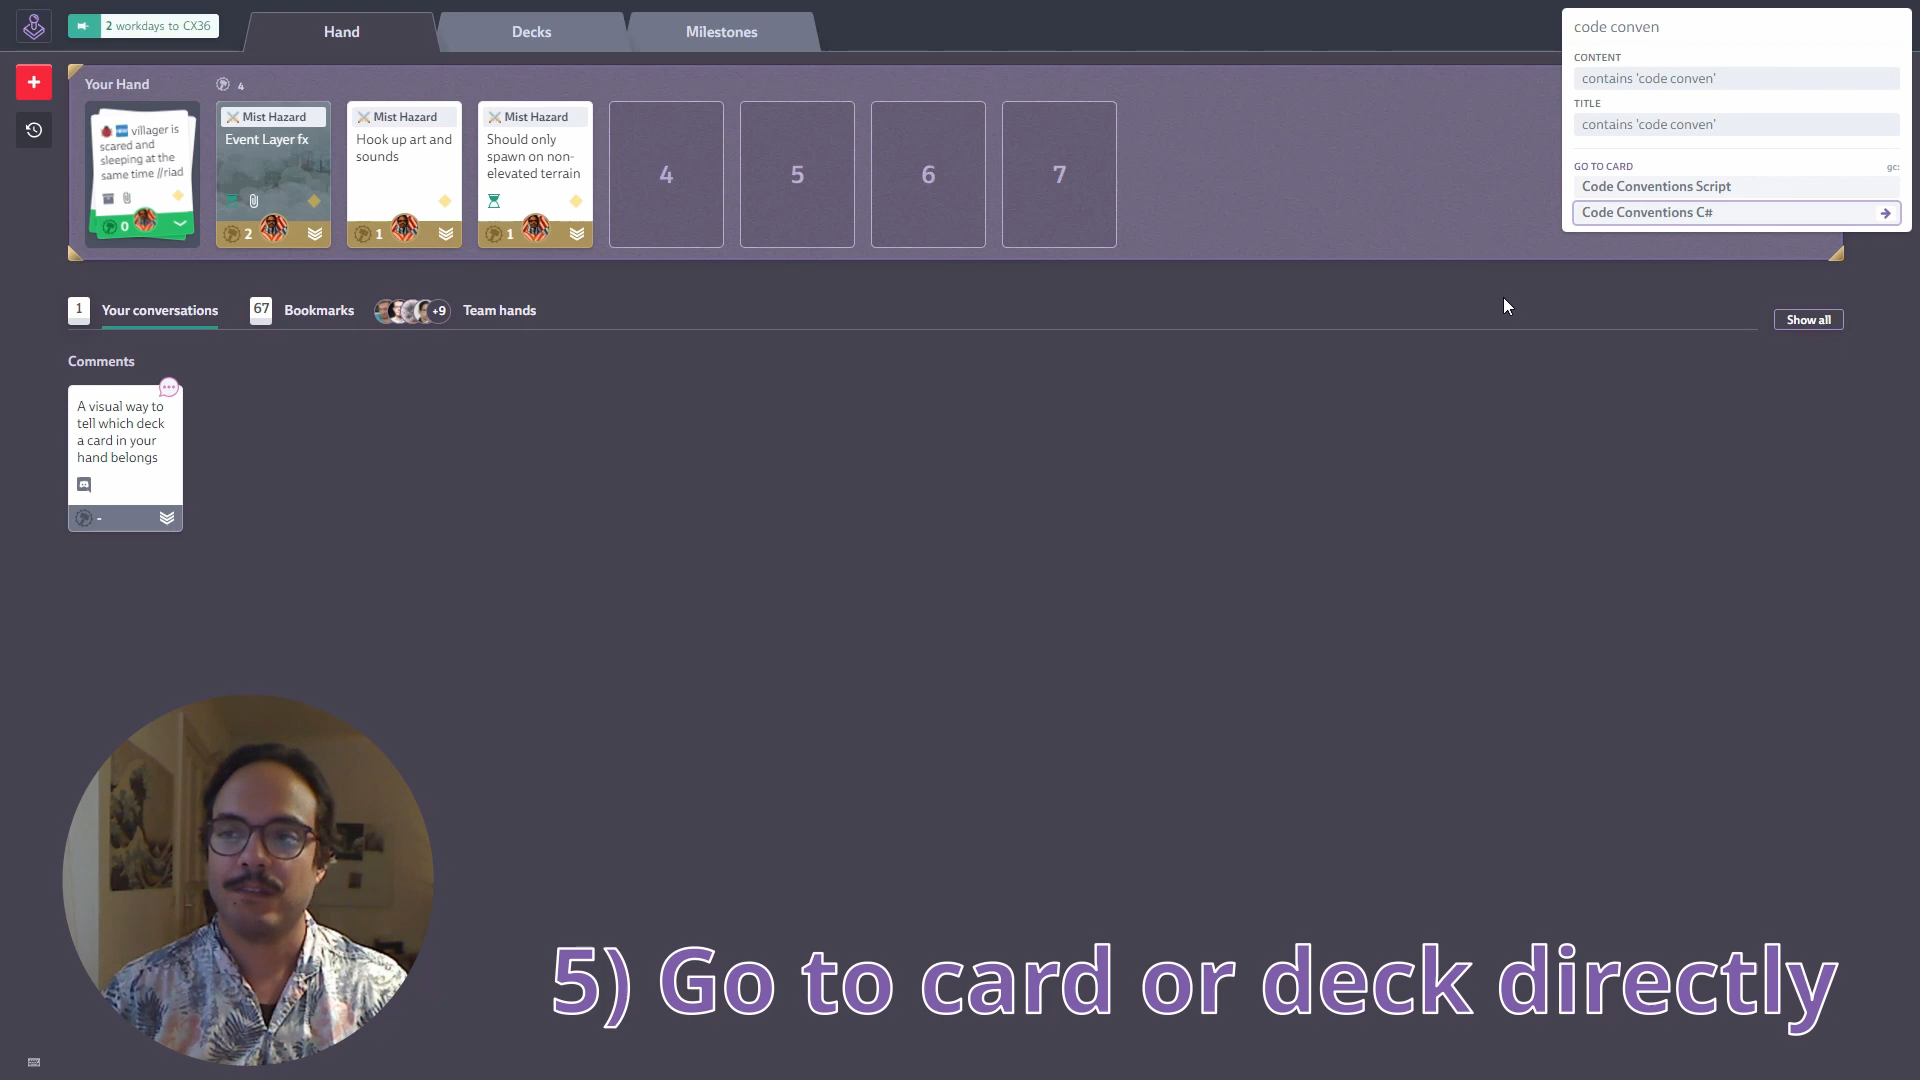 2 workdays to CX36
Hand
Decks
Milestones
code conven
CONTENT
contains 'code conven'
TITLE
contains 'code conven'
GO TO CARD
gc:
Code Conventions Script
Code Conventions C#
Your Hand
4
villager is
scared and
sleeping at the
same time //riad
0
Mist Hazard
Event Layer fx
2
Mist Hazard
Hook up art and
sounds
1
Mist Hazard
Should only
spawn on non-
elevated terrain
1
4
5
6
7
1
Your conversations
67
Bookmarks
+9
Team hands
Show all
Comments
A visual way to
tell which deck
a card in your
hand belongs
-
5) Go to card or deck directly